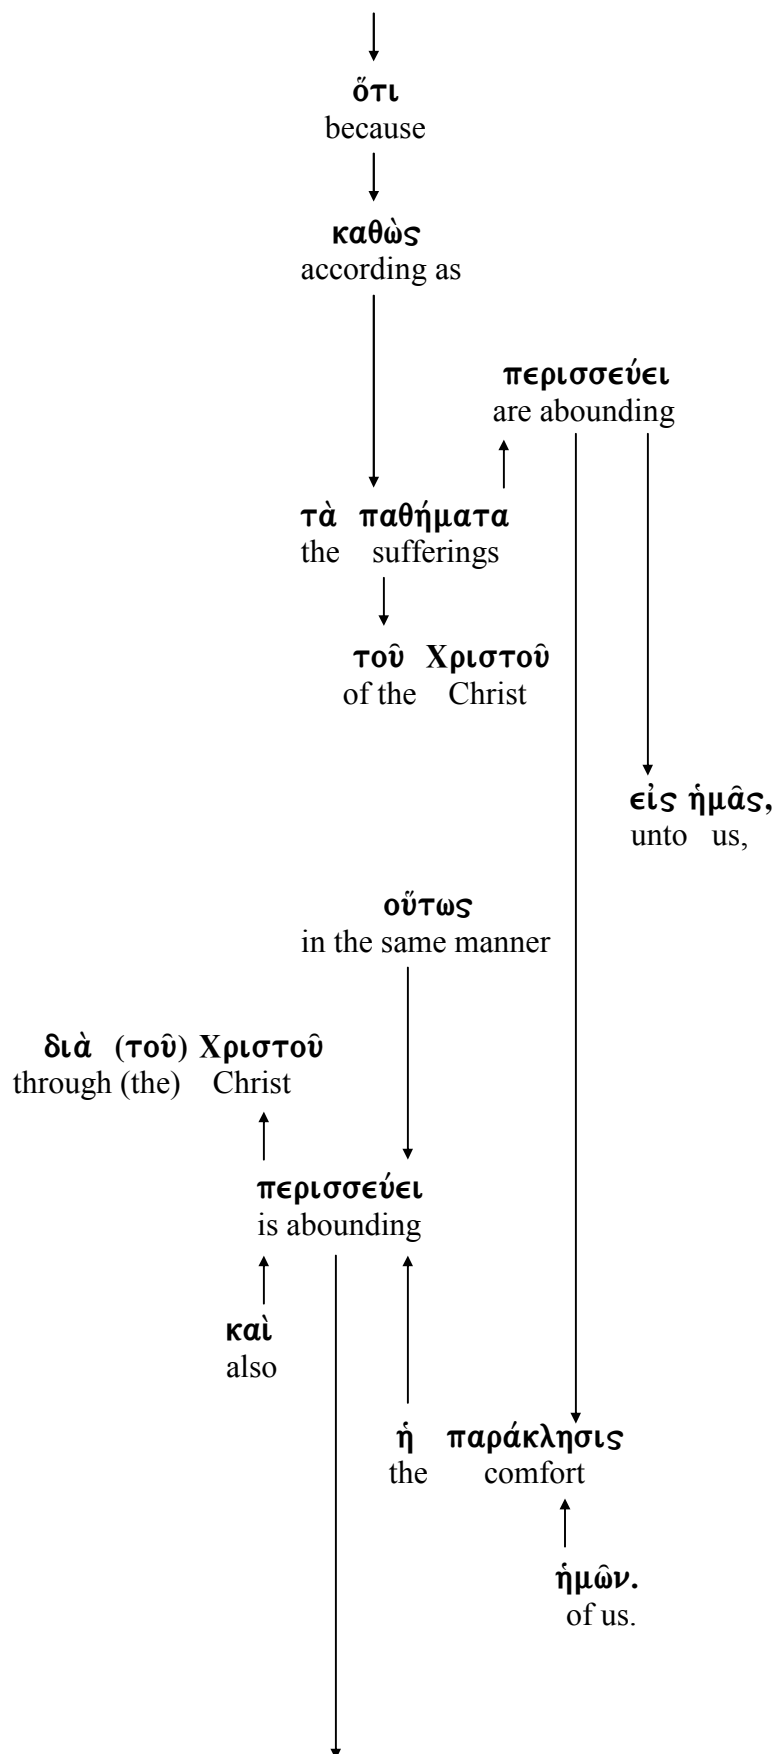 ὅτι
because
καθὼς
according as
περισσεύει
are abounding
τὰ παθήματα
the sufferings
τοῦ Χριστοῦ
of the Christ
εἰς ἡμᾶς,
unto us,
οὕτως
in the same manner
διὰ (τοῦ) Χριστοῦ
through (the) Christ
περισσεύει
is abounding
καὶ
also
ἡ παράκλησις
the comfort
ἡμῶν.
of us.